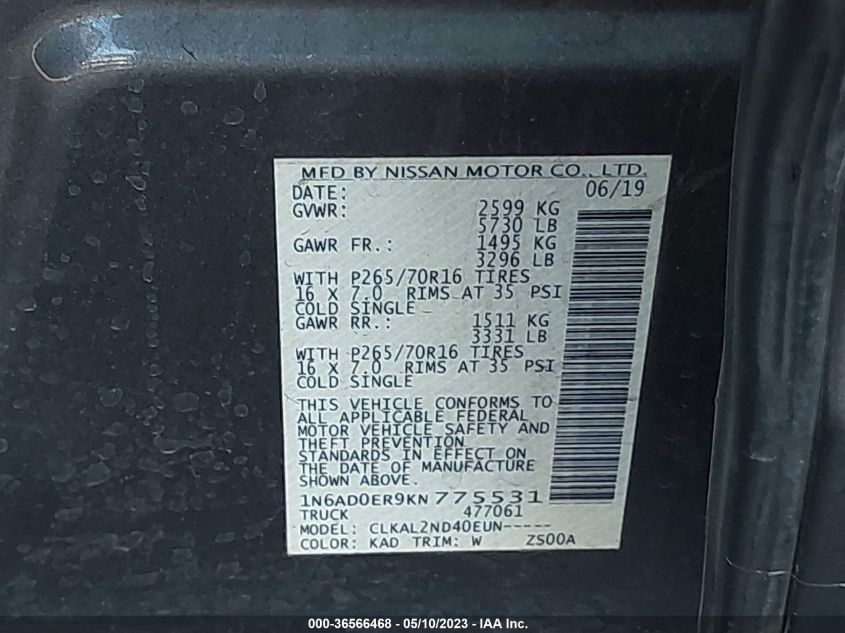 MFD BY NISSAN MOTOR CO., LTD.
DATE: 06/19
GVWR: 2599 KG
5730 LB
GAWR FR.: 1495 KG
3296 LB
WITH P265/70R16 TIRES
16 X 7.0 RIMS AT 35 PSI
COLD SINGLE
GAWR RR.: 1511 KG
3331 LB
WITH P265/70R16 TIRES
16 X 7.0 RIMS AT 35 PSI
COLD SINGLE
THIS VEHICLE CONFORMS TO
ALL APPLICABLE FEDERAL
MOTOR VEHICLE SAFETY AND
THEFT PREVENTION
STANDARDS IN EFFECT ON
THE DATE OF MANUFACTURE
SHOWN ABOVE.
1N6AD0ER9KN775531
TRUCK 477061
MODEL: CLKAL2ND40EUN-----
COLOR: KAD TRIM: W ZS00A
000-36566468 - 05/10/2023 - IAA Inc.